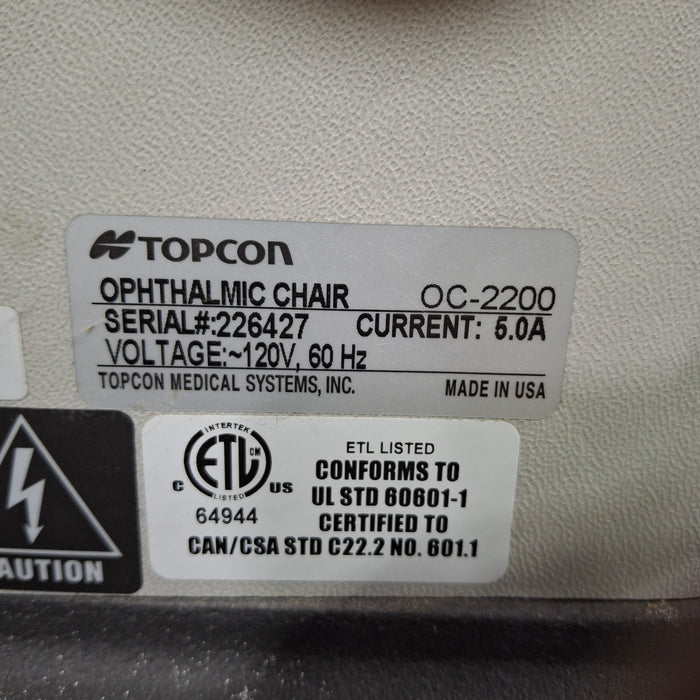 TOPCON
OPHTHALMIC CHAIR OC-2200
SERIAL#:226427 CURRENT: 5.0A
VOLTAGE:~120V, 60 Hz
TOPCON MEDICAL SYSTEMS, INC. MADE IN USA
INTERTEK
ETL CM
LISTED
C US
64944
ETL LISTED
CONFORMS TO
UL STD 60601-1
CERTIFIED TO
CAN/CSA STD C22.2 NO. 601.1
AUTION